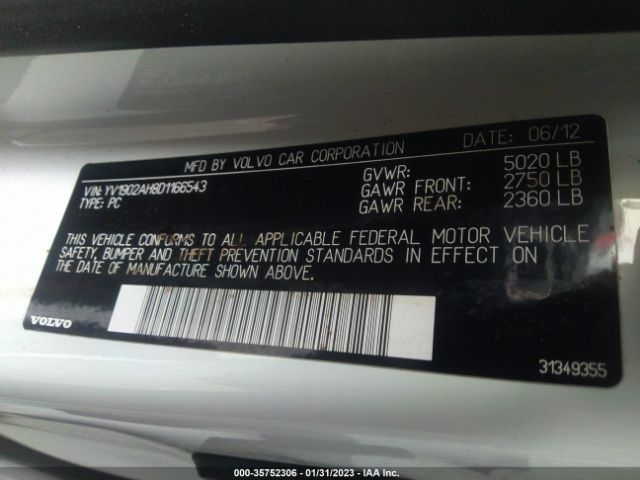 MFD BY VOLVO CAR CORPORATION DATE: 06/12
VIN: YV1902AH8D1166543
TYPE: PC
GVWR: 5020 LB
GAWR FRONT: 2750 LB
GAWR REAR: 2360 LB
THIS VEHICLE CONFORMS TO ALL APPLICABLE FEDERAL MOTOR VEHICLE
SAFETY, BUMPER AND THEFT PREVENTION STANDARDS IN EFFECT ON
THE DATE OF MANUFACTURE SHOWN ABOVE.
VOLVO
31349355
000-35752306 - 01/31/2023 - IAA Inc.